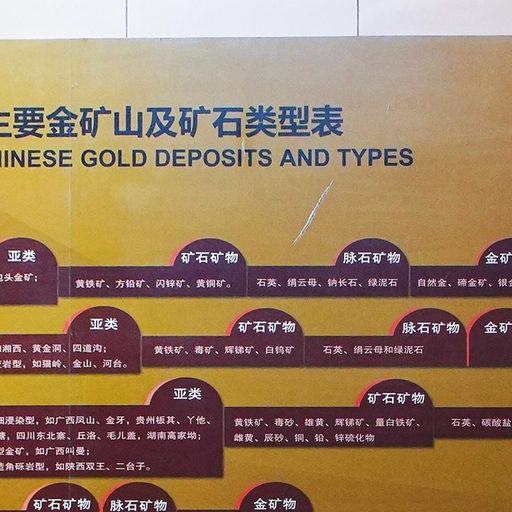 主要金矿山及矿石类型表
HINESE GOLD DEPOSITS AND TYPES
亚类
矿石矿物
脉石矿物
金矿
包头金矿；
黄铁矿、方铅矿、闪锌矿、黄铜矿。
石英、绢云母、钠长石、绿泥石
自然金、碲金矿、银金
亚类
矿石矿物
脉石矿物
金矿
湘西、黄金洞、四道沟；
岩型，如猫岭、金山、河台。
黄铁矿、毒矿、辉锑矿、白钨矿
石英、绢云母和绿泥石
亚类
矿石矿物
细浸染型，如广西凤山、金牙，贵州板其、丫他、
塘，四川东北寨、丘洛、毛儿盖，湖南高家坳；
型金矿，如广西叫曼；
造角砾岩型，如陕西双王、二台子。
黄铁矿、毒砂、雄黄、辉锑矿、量白铁矿、
雌黄、辰砂、铜、铅、锌硫化物
石英、碳酸盐
矿石矿物
脉石矿物
金矿物